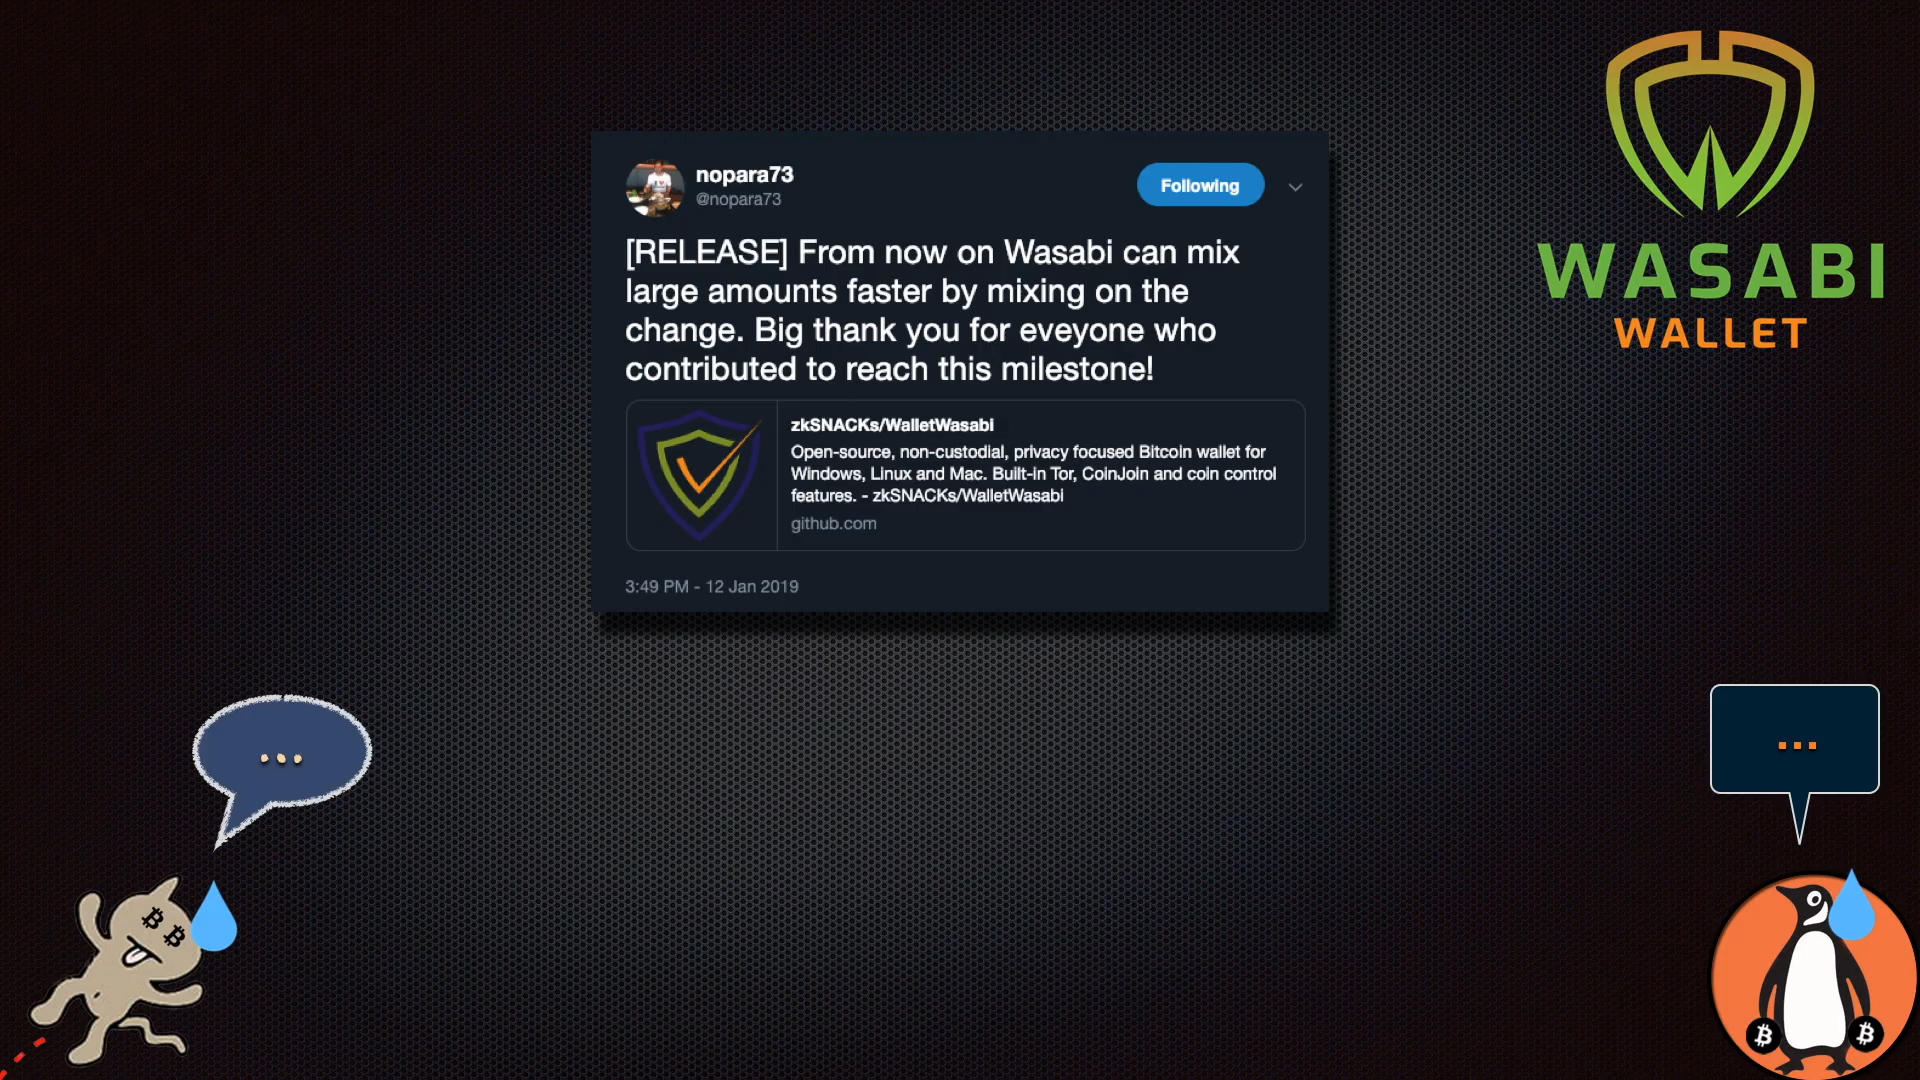 WASABI
WALLET
nopara73
@nopara73
Following
[RELEASE] From now on Wasabi can mix
large amounts faster by mixing on the
change. Big thank you for eveyone who
contributed to reach this milestone!
zkSNACKs/WalletWasabi
Open-source, non-custodial, privacy focused Bitcoin wallet for
Windows, Linux and Mac. Built-in Tor, CoinJoin and coin control
features. - zkSNACKs/WalletWasabi
github.com
3:49 PM - 12 Jan 2019
...
...